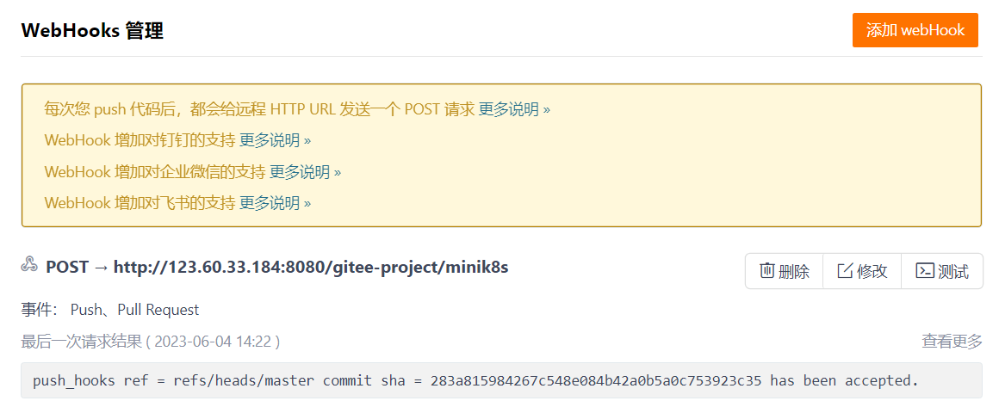 WebHooks 管理
添加 webHook
每次您 push 代码后，都会给远程 HTTP URL 发送一个 POST 请求 更多说明 »
WebHook 增加对钉钉的支持 更多说明 »
WebHook 增加对企业微信的支持 更多说明 »
WebHook 增加对飞书的支持 更多说明 »
POST → http://123.60.33.184:8080/gitee-project/minik8s
删除 修改 测试
事件： Push、Pull Request
最后一次请求结果 ( 2023-06-04 14:22 ) 查看更多
push_hooks ref = refs/heads/master commit sha = 283a815984267c548e084b42a0b5a0c753923c35 has been accepted.